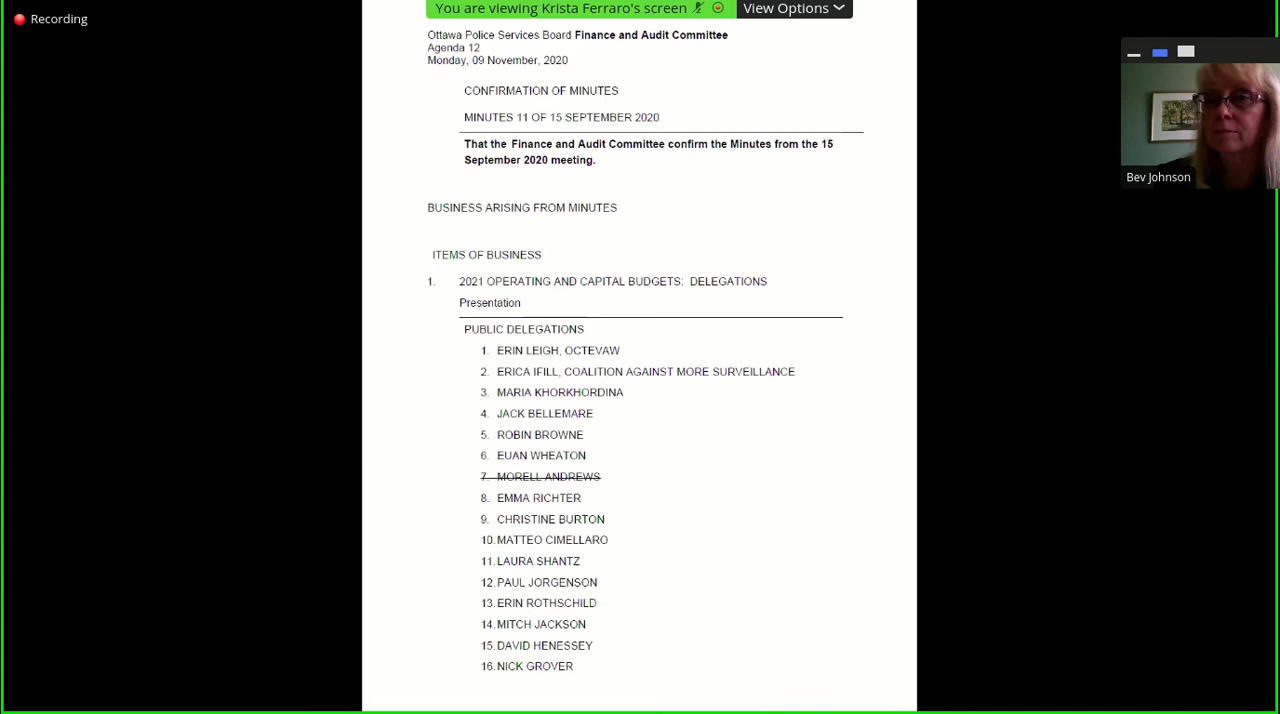 Recording
You are viewing Krista Ferraro's screen
View Options
Ottawa Police Services Board Finance and Audit Committee
Agenda 12
Monday, 09 November, 2020
CONFIRMATION OF MINUTES
MINUTES 11 OF 15 SEPTEMBER 2020
That the Finance and Audit Committee confirm the Minutes from the 15
September 2020 meeting.
BUSINESS ARISING FROM MINUTES
ITEMS OF BUSINESS
1. 2021 OPERATING AND CAPITAL BUDGETS: DELEGATIONS
Presentation
PUBLIC DELEGATIONS
1. ERIN LEIGH, OCTEVAW
2. ERICA IFILL, COALITION AGAINST MORE SURVEILLANCE
3. MARIA KHORKHORDINA
4. JACK BELLEMARE
5. ROBIN BROWNE
6. EUAN WHEATON
7. MORELL ANDREWS
8. EMMA RICHTER
9. CHRISTINE BURTON
10. MATTEO CIMELLARO
11. LAURA SHANTZ
12. PAUL JORGENSON
13. ERIN ROTHSCHILD
14. MITCH JACKSON
15. DAVID HENESSEY
16. NICK GROVER
Bev Johnson